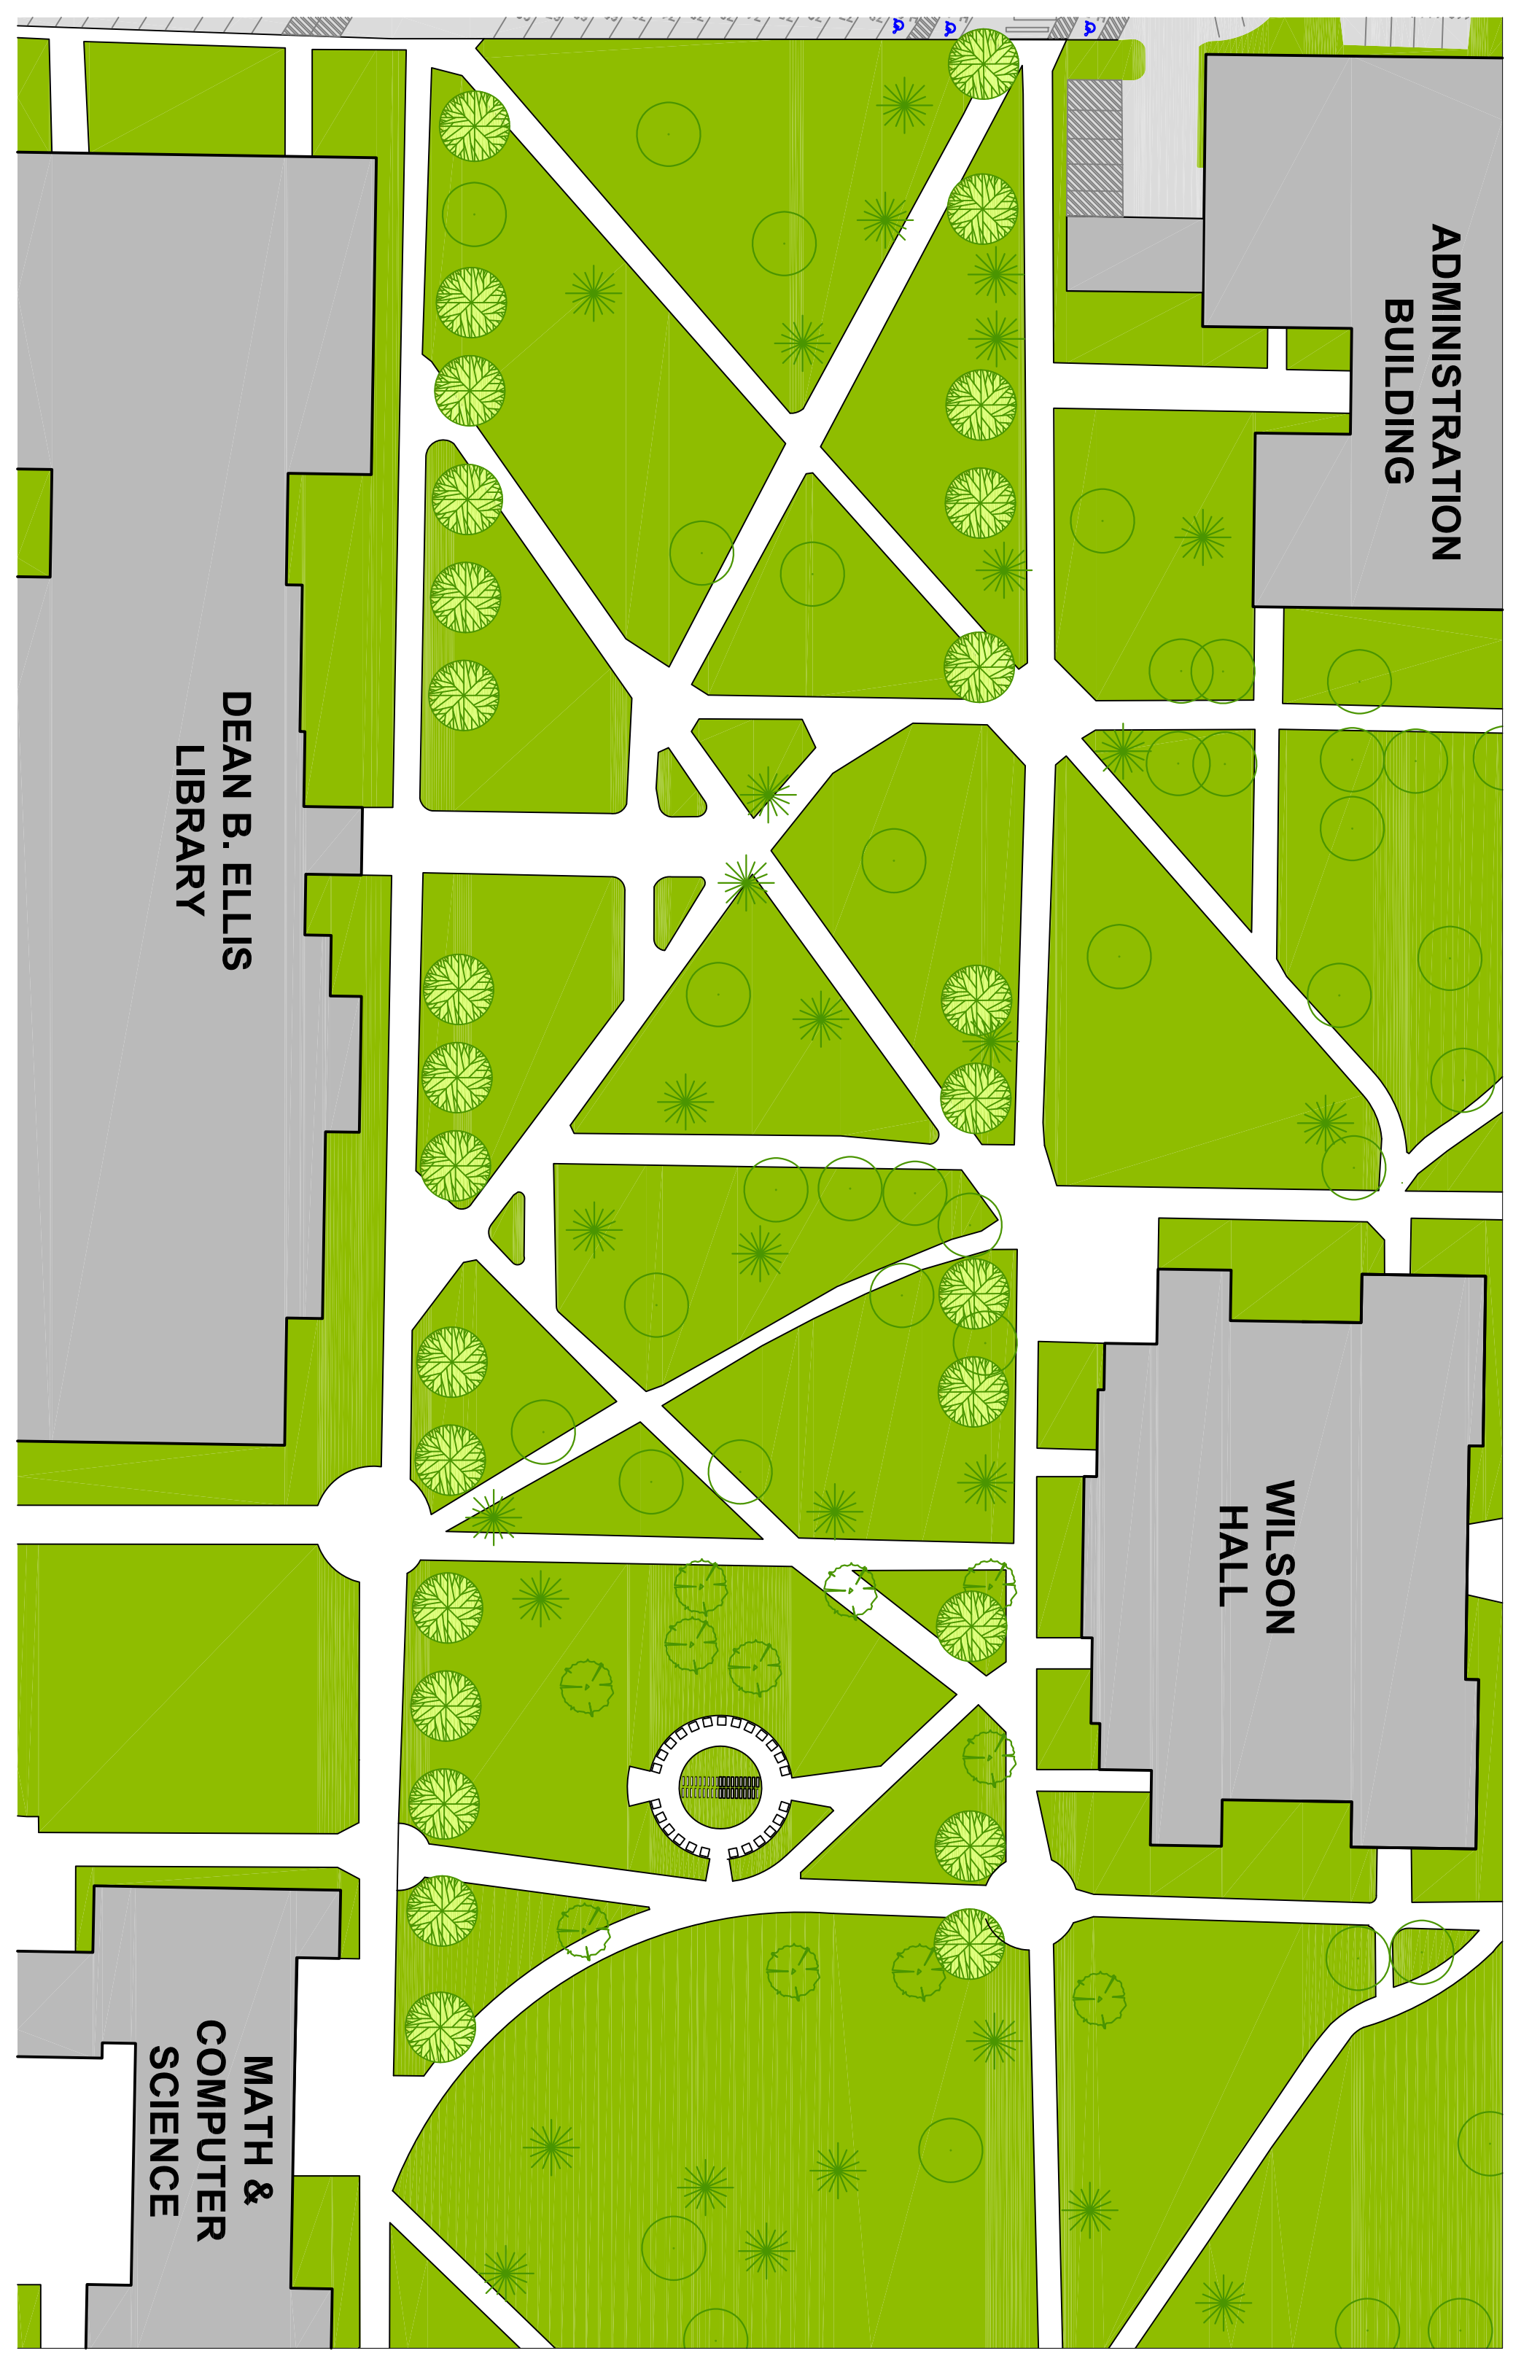 ADMINISTRATION
BUILDING
DEAN B. ELLIS
LIBRARY
WILSON
HALL
MATH &
COMPUTER
SCIENCE